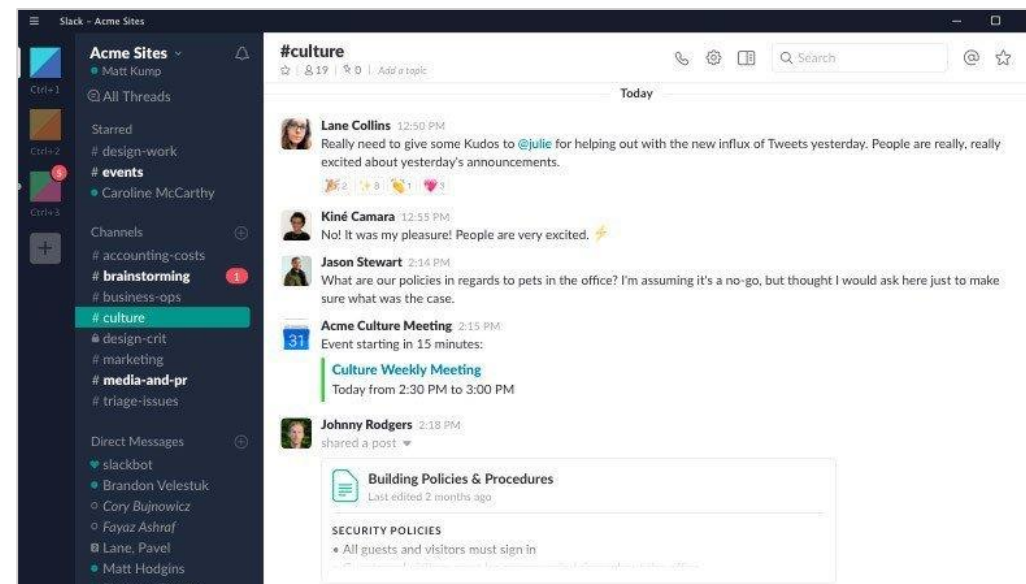 Slack - Acme Sites
Ctrl+1
Ctrl+2
5
Ctrl+3
Acme Sites
Matt Kump
All Threads
Starred
# design-work
# events
Caroline McCarthy
Channels
# accounting-costs
# brainstorming 1
# business-ops
# culture
design-crit
# marketing
# media-and-pr
# triage-issues
Direct Messages
slackbot
Brandon Velestuk
Cory Bujnowicz
Fayaz Ashraf
2 Lane, Pavel
Matt Hodgins
#culture
19 | 0 | Add a topic
Search
Today
Lane Collins 12:50 PM
Really need to give some Kudos to @julie for helping out with the new influx of Tweets yesterday. People are really, really
excited about yesterday's announcements.
2 8 1 3
Kiné Camara 12:55 PM
No! It was my pleasure! People are very excited.
Jason Stewart 2:14 PM
What are our policies in regards to pets in the office? I'm assuming it's a no-go, but thought I would ask here just to make
sure what was the case.
31
Acme Culture Meeting 2:15 PM
Event starting in 15 minutes:
Culture Weekly Meeting
Today from 2:30 PM to 3:00 PM
Johnny Rodgers 2:18 PM
shared a post
Building Policies & Procedures
Last edited 2 months ago
SECURITY POLICIES
• All guests and visitors must sign in